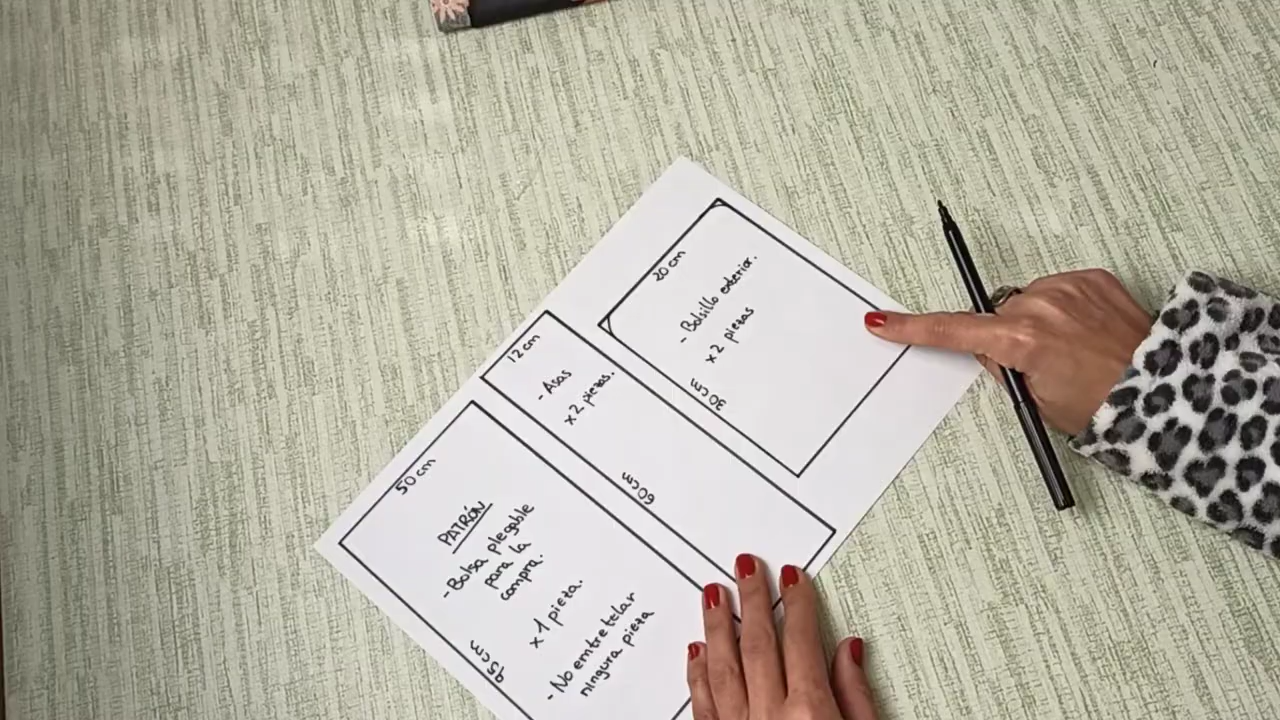 50 cm
PATRÓN
- Bolsa plegable
para la
compra.
x 1 pieza.
- No entretelar
ninguna pieza
95 cm
12 cm
- Asas
x 2 piezas.
60 cm
20 cm
- Bolsillo exterior.
x 2 piezas
30 cm